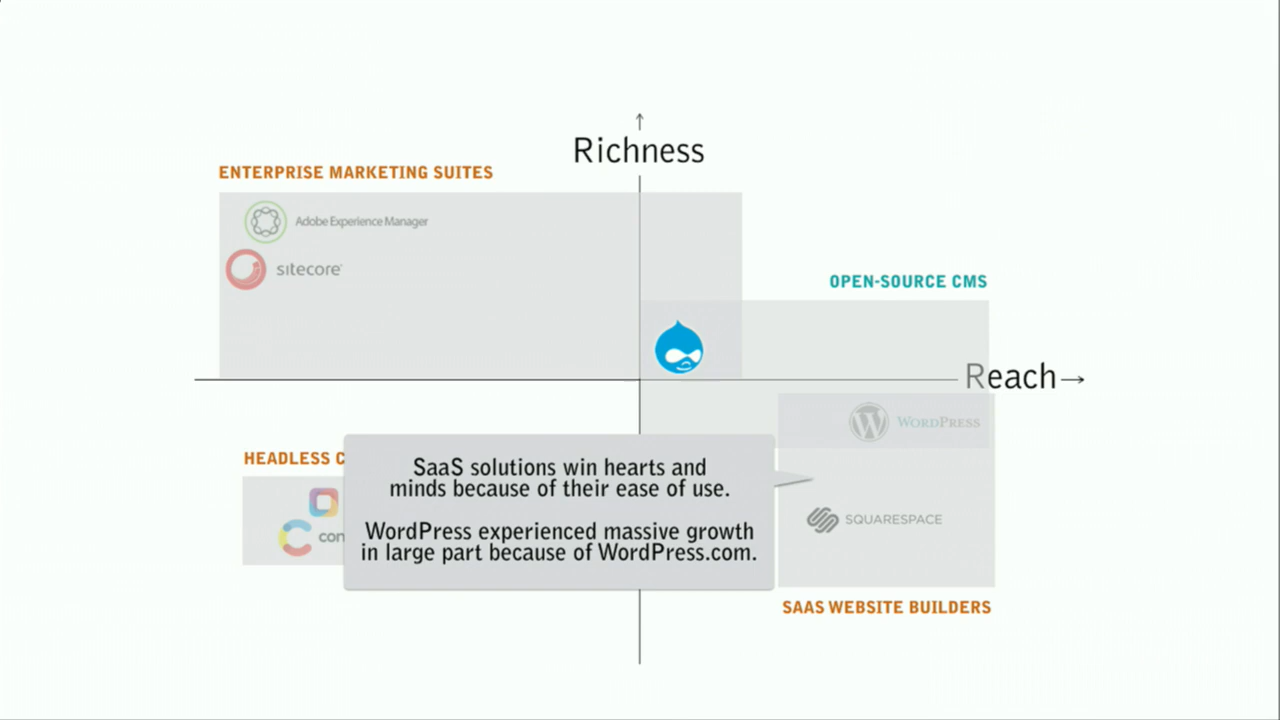 Richness
ENTERPRISE MARKETING SUITES
Adobe Experience Manager
sitecore
OPEN-SOURCE CMS
Reach
WORDPRESS
HEADLESS C
con
SaaS solutions win hearts and
minds because of their ease of use.
WordPress experienced massive growth
in large part because of WordPress.com.
SQUARESPACE
SAAS WEBSITE BUILDERS